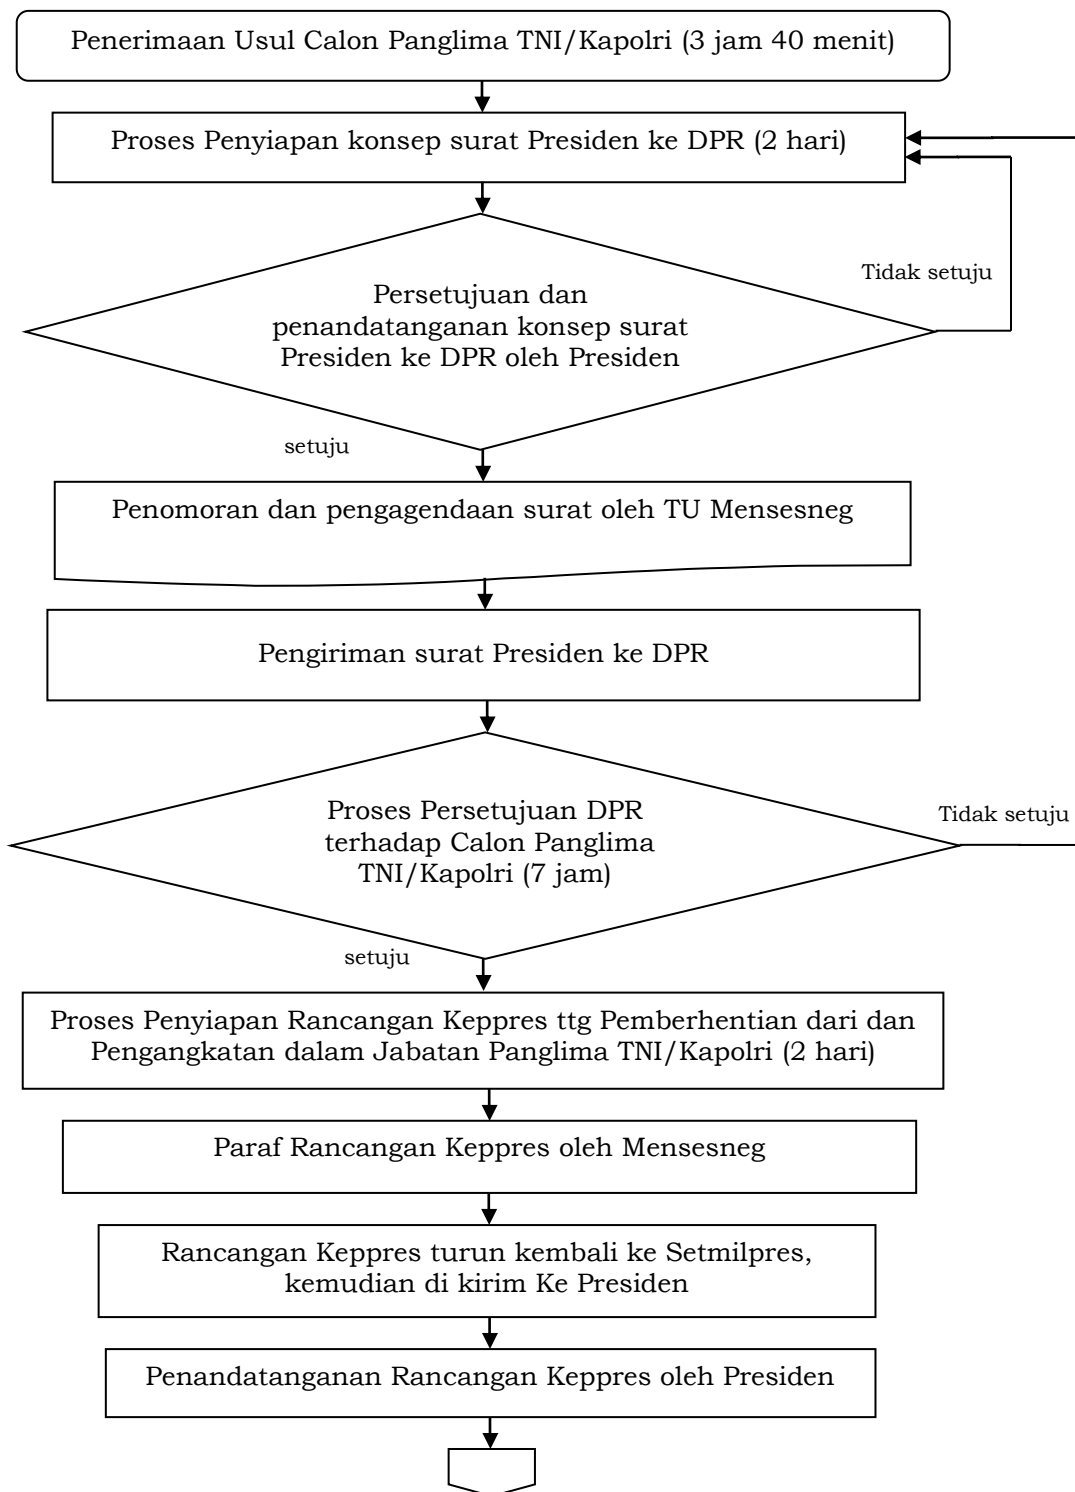 Penerimaan Usul Calon Panglima TNI/Kapolri (3 jam 40 menit)
Proses Penyiapan konsep surat Presiden ke DPR (2 hari)
Tidak setuju
Persetujuan dan
penandatanganan konsep surat
Presiden ke DPR oleh Presiden
setuju
Penomoran dan pengagendaan surat oleh TU Mensesneg
Pengiriman surat Presiden ke DPR
Proses Persetujuan DPR
terhadap Calon Panglima
TNI/Kapolri (7 jam)
Tidak setuju
setuju
Proses Penyiapan Rancangan Keppres ttg Pemberhentian dari dan
Pengangkatan dalam Jabatan Panglima TNI/Kapolri (2 hari)
Paraf Rancangan Keppres oleh Mensesneg
Rancangan Keppres turun kembali ke Setmilpres,
kemudian di kirim Ke Presiden
Penandatanganan Rancangan Keppres oleh Presiden